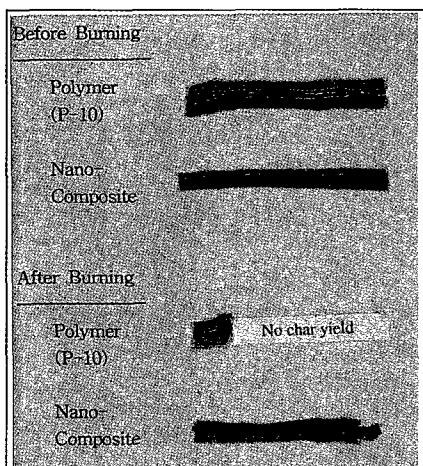 Before Burning
Polymer
(P-10)
Nano-
Composite
After Burning
Polymer
(P-10)
No char yield
Nano-
Composite